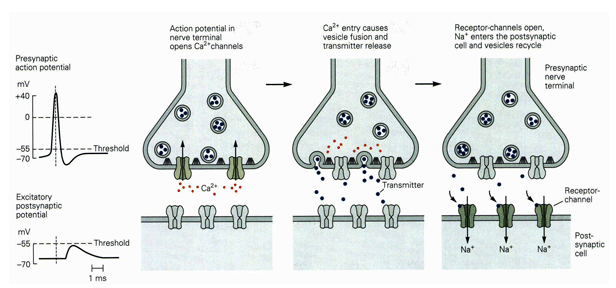 Action potential in
nerve terminal
opens Ca²⁺channels
Ca²⁺ entry causes
vesicle fusion and
transmitter release
Receptor-channels open,
Na⁺ enters the postsynaptic
cell and vesicles recycle
Presynaptic
action potential
mV
+40
0
−55
Threshold
−70
Presynaptic
nerve
terminal
Ca²⁺
Transmitter
Receptor-
channel
Excitatory
postsynaptic
potential
mV
−55
Threshold
−70
1 ms
Na⁺
Na⁺
Na⁺
Post-
synaptic
cell